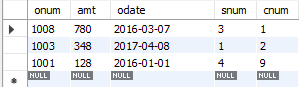 onum amt odate snum cnum
1008 780 2016-03-07 3 1
1003 348 2017-04-08 1 2
1001 128 2016-01-01 4 9
NULL NULL NULL NULL NULL